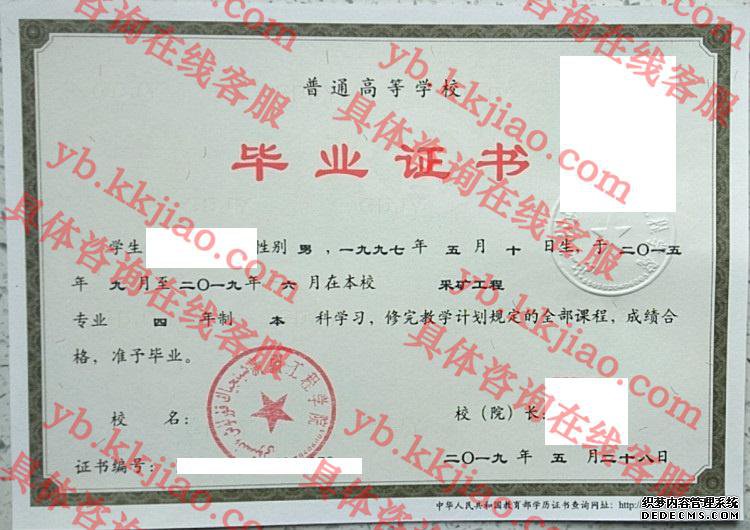 普通高等学校
毕业证书
学生 性别 男，一九九七年 五 月 十 日生，于 二〇一五
年 九 月至 二〇一九 年 六 月在本校 采矿工程
专业 四 年制 本 科学习，修完教学计划规定的全部课程，成绩合
格，准予毕业。
校 名：
工程学院
校（院）长：
证书编号：
二〇一九 年 五 月二十八日
中华人民共和国教育部学历证书查询网址：http://
具体咨询在线客服
yb.kkjiao.com
织梦内容管理系统
DEDECMS.COM